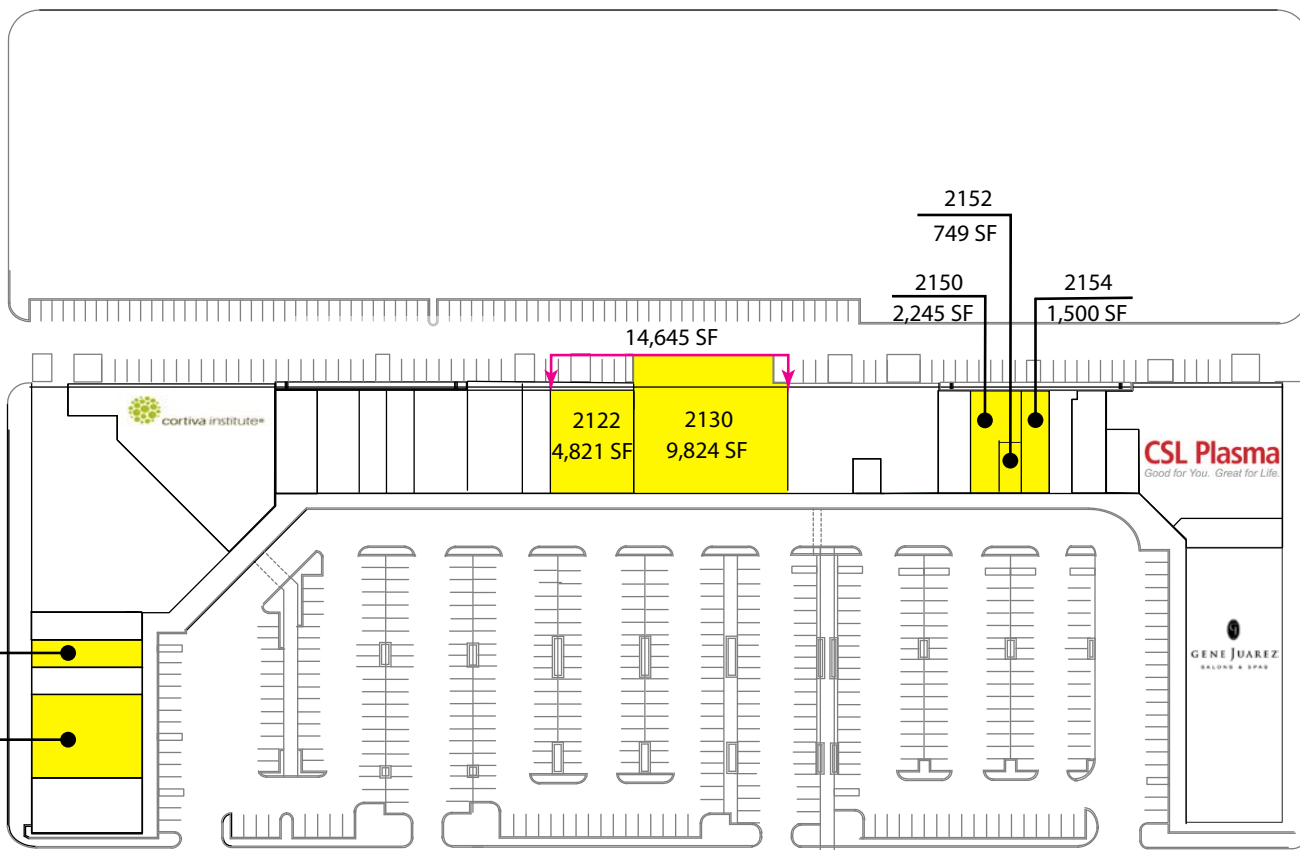 2152
749 SF
2150
2,245 SF
2154
1,500 SF
14,645 SF
cortiva institute®
2122
4,821 SF
2130
9,824 SF
CSL Plasma
Good for You. Great for Life.
GENE JUAREZ
SALONS & SPAS